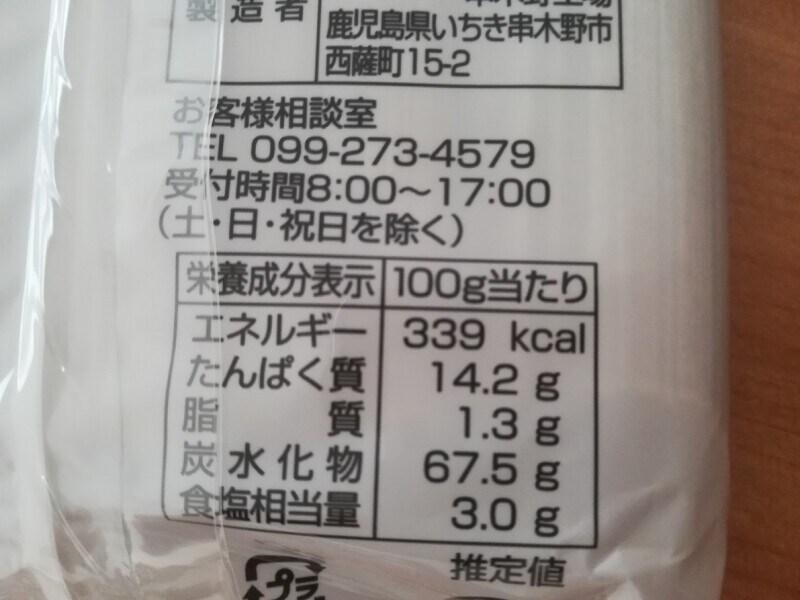 製造者
鹿児島県いちき串木野市
西薩町15-2
お客様相談室
TEL 099-273-4579
受付時間8:00〜17:00
(土・日・祝日を除く)
栄養成分表示 100g当たり
エネルギー 339 kcal
たんぱく質 14.2 g
脂質 1.3 g
炭水化物 67.5 g
食塩相当量 3.0 g
推定値
プラ